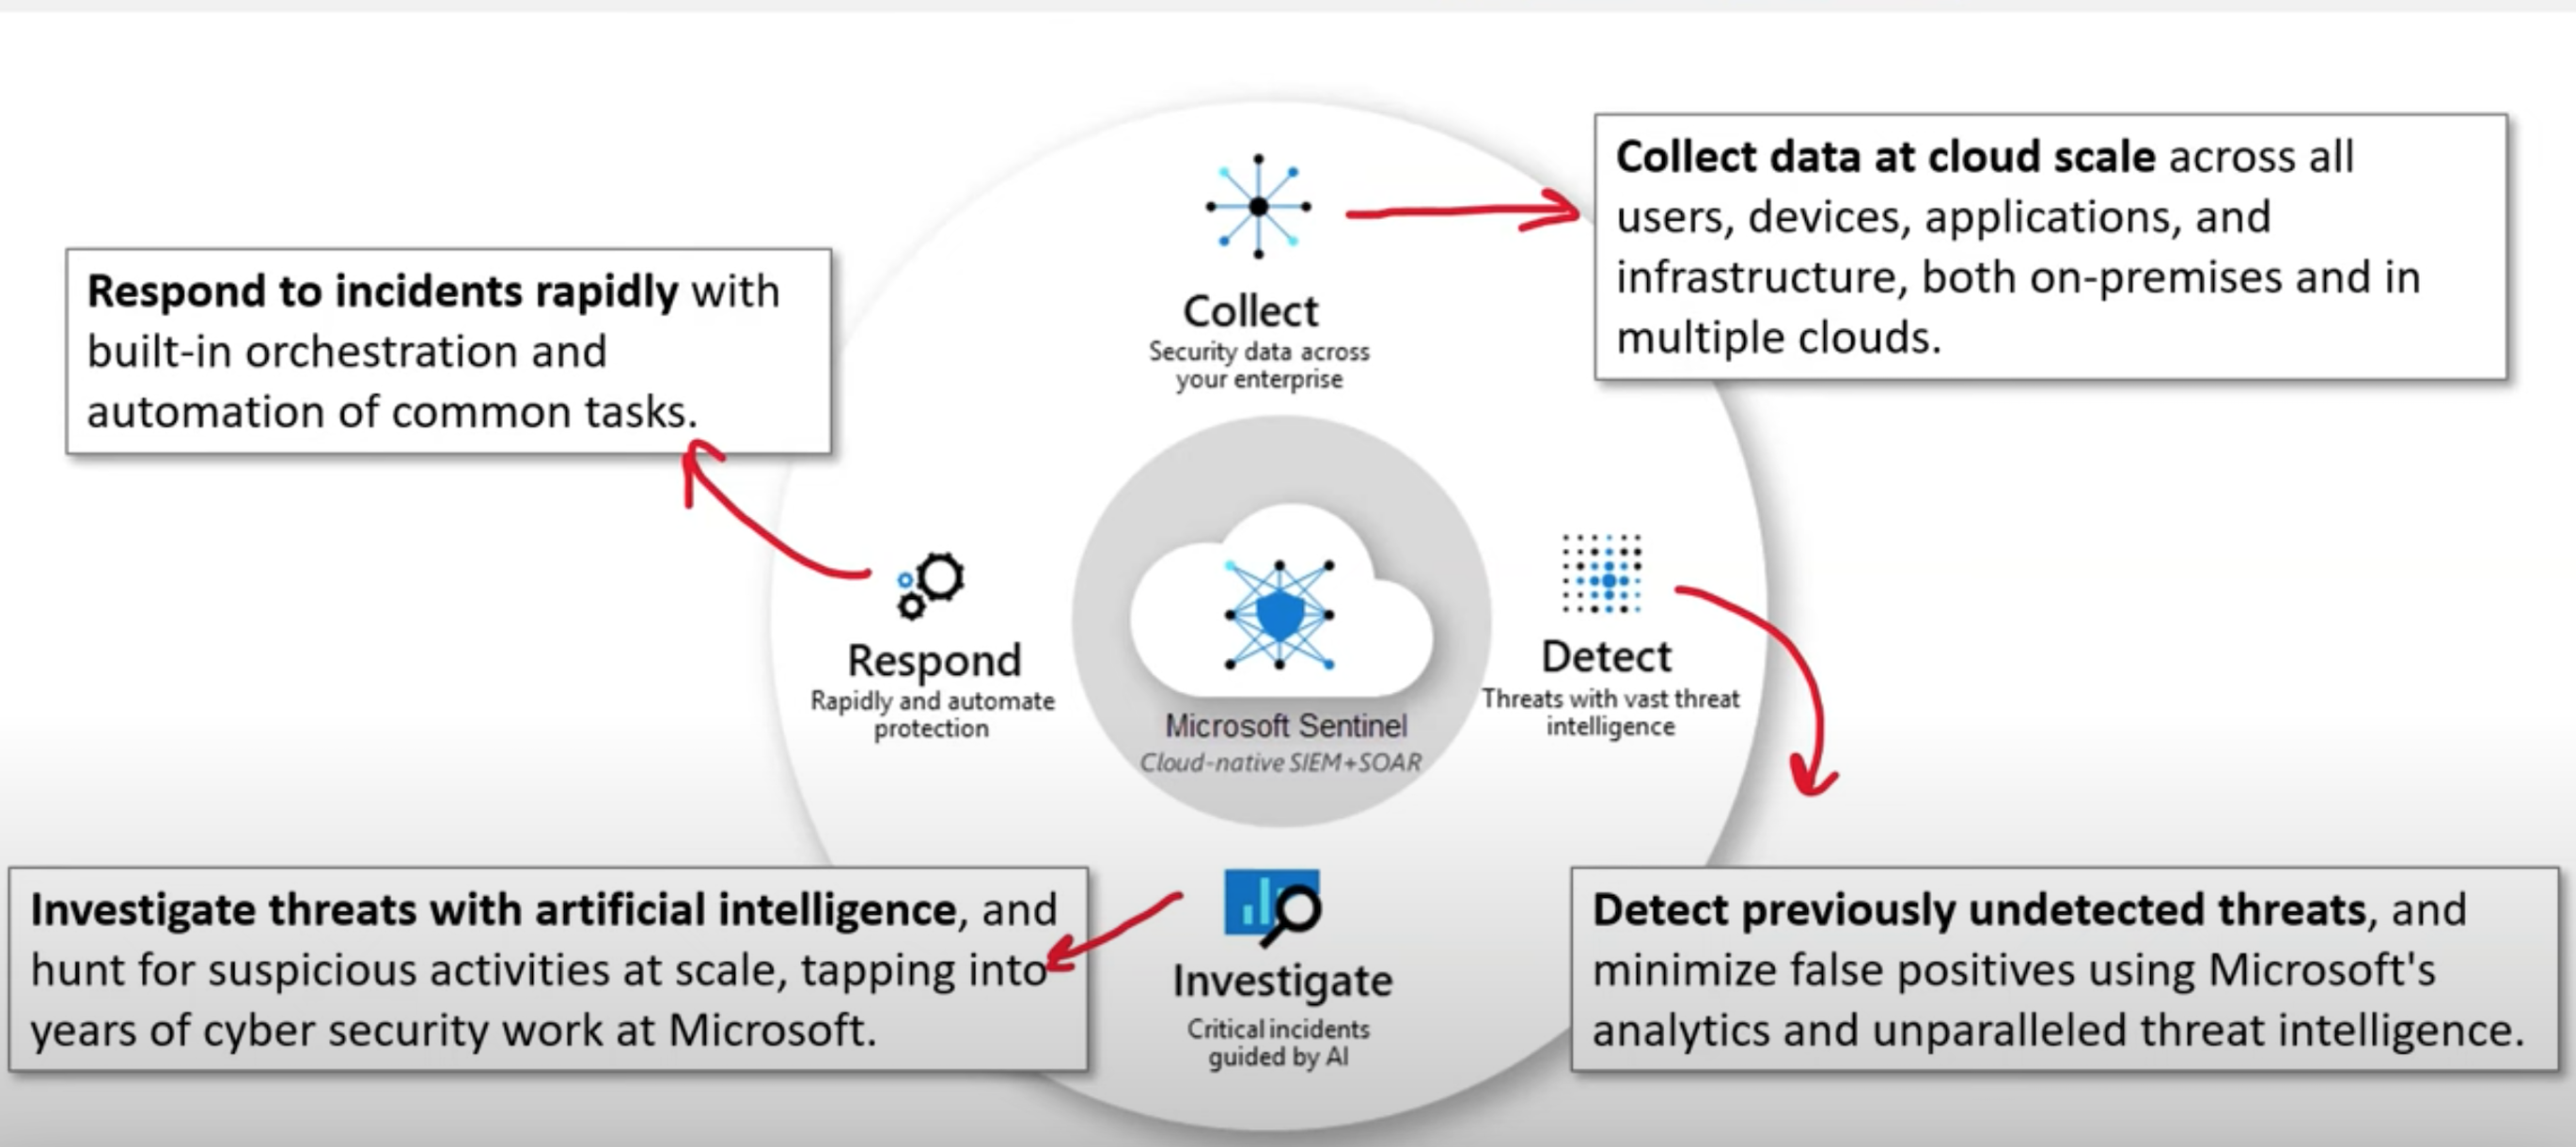 Collect data at cloud scale across all
users, devices, applications, and
infrastructure, both on-premises and in
multiple clouds.
Respond to incidents rapidly with
built-in orchestration and
automation of common tasks.
Collect
Security data across
your enterprise
Respond
Rapidly and automate
protection
Microsoft Sentinel
Cloud-native SIEM+SOAR
Detect
Threats with vast threat
intelligence
Investigate threats with artificial intelligence, and
hunt for suspicious activities at scale, tapping into
years of cyber security work at Microsoft.
Investigate
Critical incidents
guided by AI
Detect previously undetected threats, and
minimize false positives using Microsoft's
analytics and unparalleled threat intelligence.